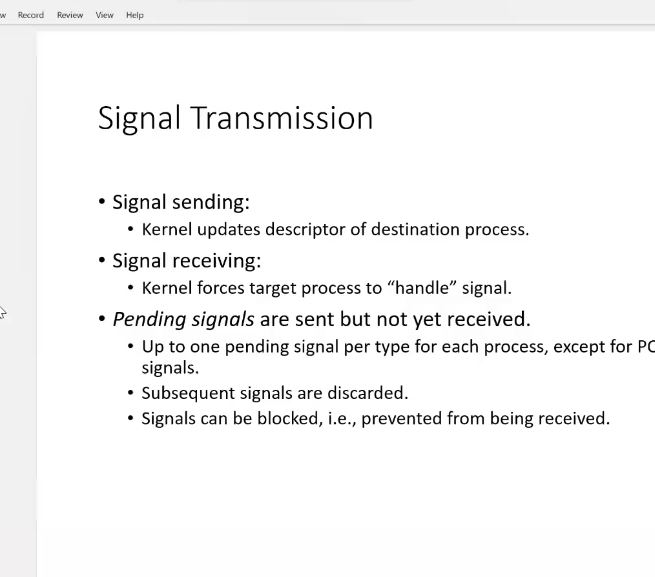 Record Review View Help
Signal Transmission
• Signal sending:
• Kernel updates descriptor of destination process.
• Signal receiving:
• Kernel forces target process to “handle” signal.
• Pending signals are sent but not yet received.
• Up to one pending signal per type for each process, except for
signals.
• Subsequent signals are discarded.
• Signals can be blocked, i.e., prevented from being received.